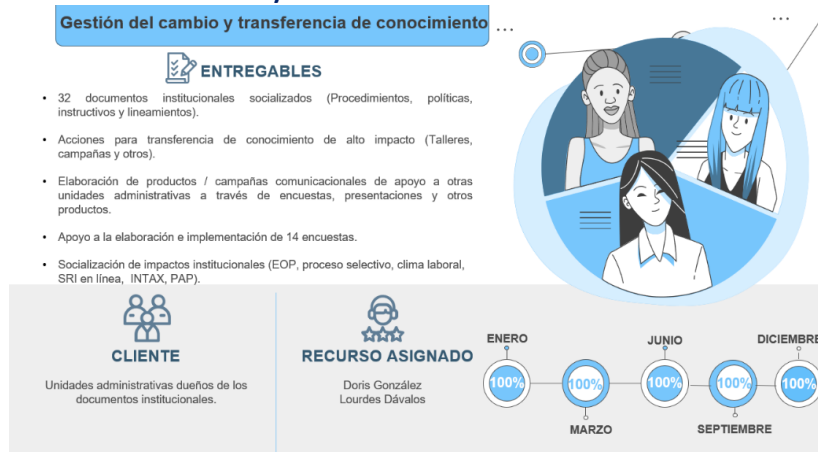 Gestión del cambio y transferencia de conocimiento
ENTREGABLES
• 32 documentos institucionales socializados (Procedimientos, políticas,
instructivos y lineamientos).
• Acciones para transferencia de conocimiento de alto impacto (Talleres,
campañas y otros).
• Elaboración de productos / campañas comunicacionales de apoyo a otras
unidades administrativas a través de encuestas, presentaciones y otros
productos.
• Apoyo a la elaboración e implementación de 14 encuestas.
• Socialización de impactos institucionales (EOP, proceso selectivo, clima laboral,
SRI en línea, INTAX, PAP).
CLIENTE
Unidades administrativas dueños de los
documentos institucionales.
RECURSO ASIGNADO
Doris González
Lourdes Dávalos
ENERO
JUNIO
DICIEMBRE
100%
100%
100%
100%
100%
MARZO
SEPTIEMBRE